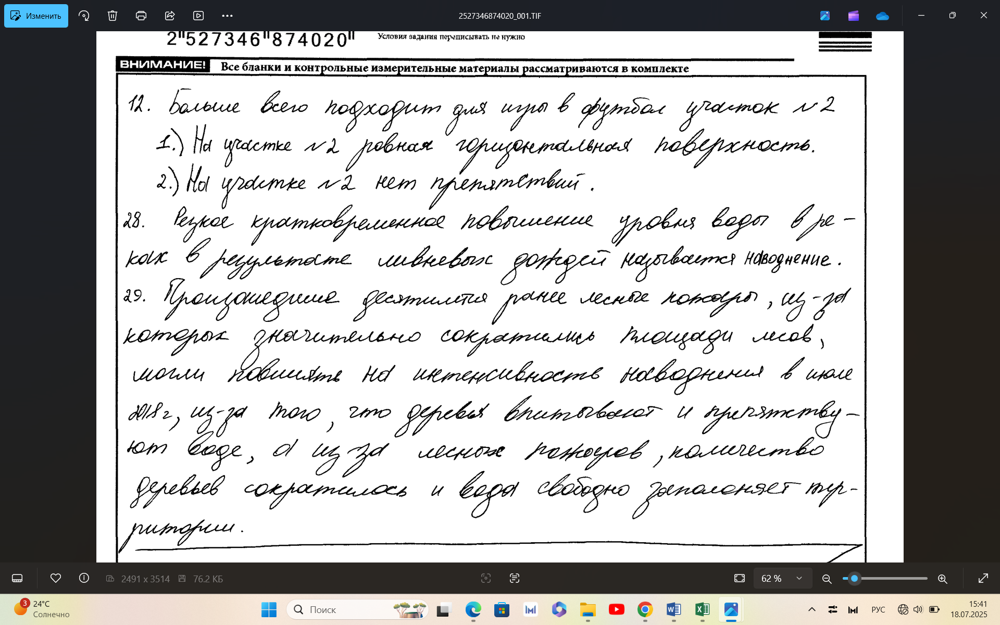 Изменить
2527346874020_001.TIF
2"527346"874020" Условия задания переписывать не нужно
ВНИМАНИЕ! Все бланки и контрольные измерительные материалы рассматриваются в комплекте
12. Больше всего подходит для игры в футбол участок №2
1.) На участке №2 ровная горизонтальная поверхность.
2.) На участке №2 нет препятствий.
28. Резкое кратковременное повышение уровня воды в ре-
ках в результате ливневых дождей называется наводнение.
29. Произошедшие десятилетия ранее лесные пожары, из-за
которых значительно сократились площади лесов,
могли повлиять на интенсивность наводнения в июле
2018г, из-за того, что деревья впитывают и препятству-
ют воде, а из-за лесных пожаров, количество
деревьев сократилось и вода свободно заполоняет тер-
ритории.
2491 x 3514 76.2 КБ 62 %
3 24°C
Солнечно
Поиск
РУС
15:41
18.07.2025